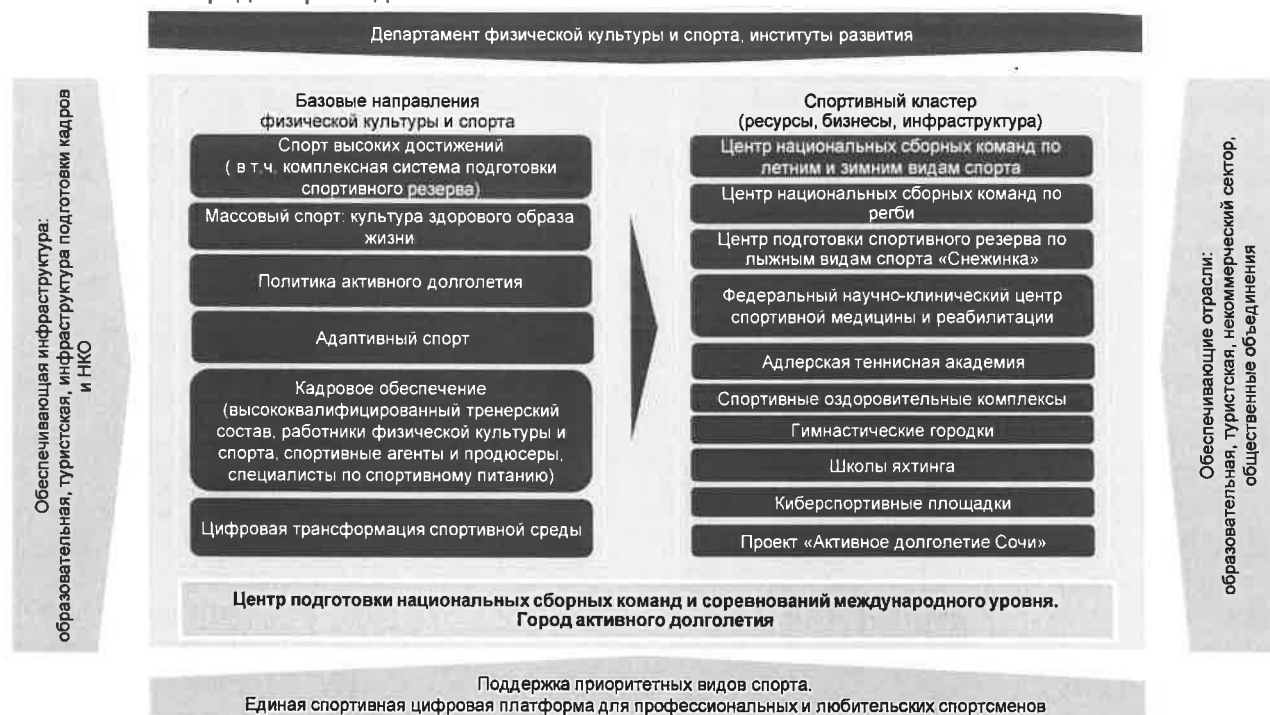 Департамент физической культуры и спорта, институты развития
Обеспечивающая инфраструктура:
образовательная, туристская, инфраструктура подготовки кадров
и НКО
Базовые направления
физической культуры и спорта
Спорт высоких достижений
( в т.ч. комплексная система подготовки
спортивного резерва)
Массовый спорт: культура здорового образа
жизни
Политика активного долголетия
Адаптивный спорт
Кадровое обеспечение
(высококвалифицированный тренерский
состав, работники физической культуры и
спорта, спортивные агенты и продюсеры,
специалисты по спортивному питанию)
Цифровая трансформация спортивной среды
Спортивный кластер
(ресурсы, бизнесы, инфраструктура)
Центр национальных сборных команд по
летним и зимним видам спорта
Центр национальных сборных команд по
регби
Центр подготовки спортивного резерва по
лыжным видам спорта «Снежинка»
Федеральный научно-клинический центр
спортивной медицины и реабилитации
Адлерская теннисная академия
Спортивные оздоровительные комплексы
Гимнастические городки
Школы яхтинга
Киберспортивные площадки
Проект «Активное долголетие Сочи»
Обеспечивающие отрасли:
образовательная, туристская, некоммерческий сектор,
общественные объединения
Центр подготовки национальных сборных команд и соревнований международного уровня.
Город активного долголетия
Поддержка приоритетных видов спорта.
Единая спортивная цифровая платформа для профессиональных и любительских спортсменов